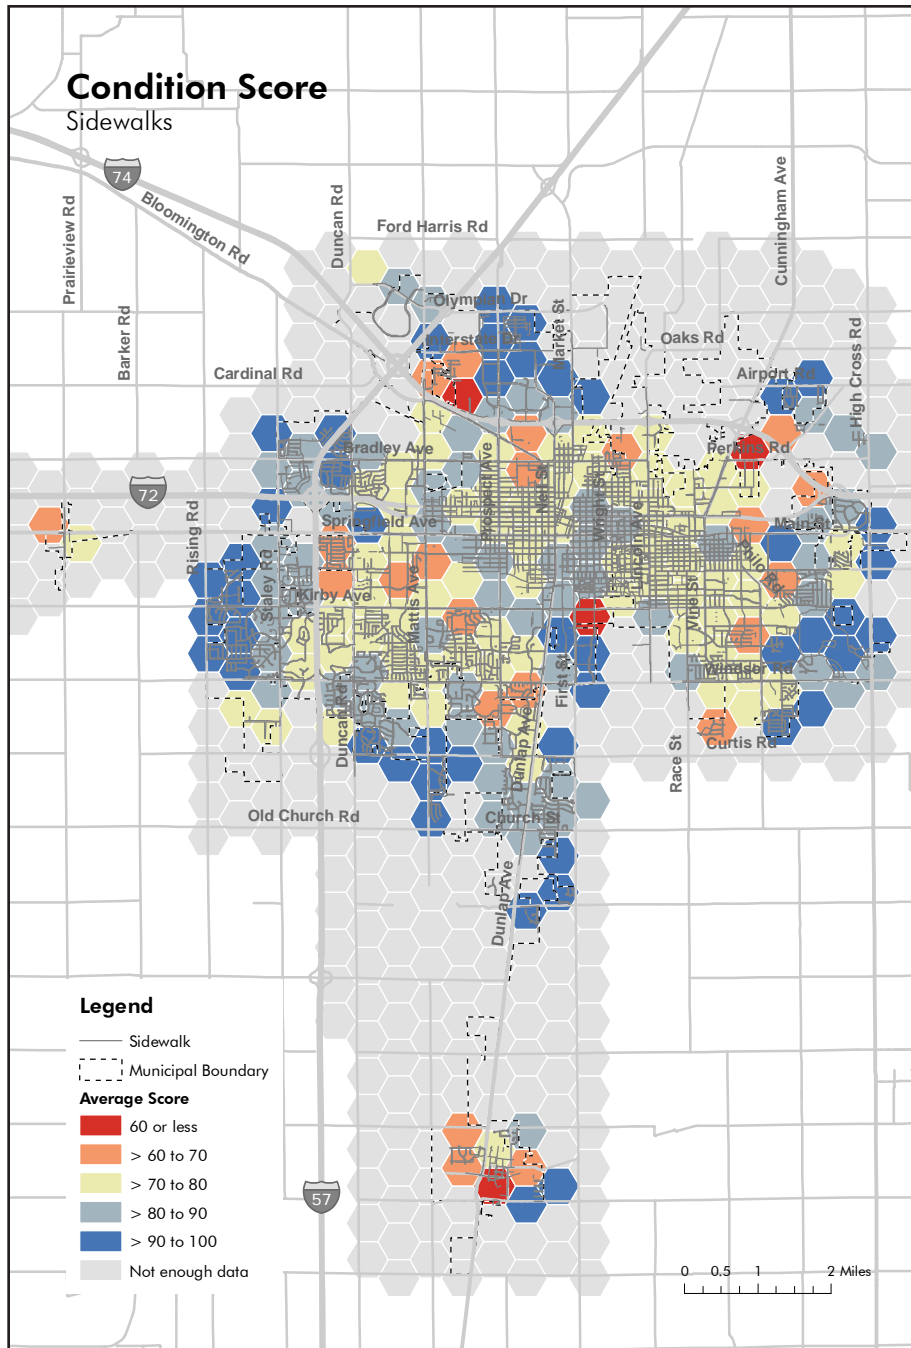 Condition Score
Sidewalks
74
Bloomington Rd
Prairieview Rd
Duncan Rd
Ford Harris Rd
Cunningham Ave
Barker Rd
Olympian Dr
Market St
Interstate Dr
Oaks Rd
High Cross Rd
Cardinal Rd
Airport Rd
Bradley Ave
Perkins Rd
72
Rising Rd
Prospect Ave
Neil St
Wright St
Lincoln Ave
Springfield Ave
Main St
Staley Rd
Kirby Ave
Mattis Ave
Vine St
Philo Rd
First St
Windsor Rd
Duncan Rd
Dunlap Ave
Race St
Curtis Rd
Old Church Rd
Church St
Dunlap Ave
57
Legend
Sidewalk
Municipal Boundary
Average Score
60 or less
> 60 to 70
> 70 to 80
> 80 to 90
> 90 to 100
Not enough data
0 0.5 1 2 Miles